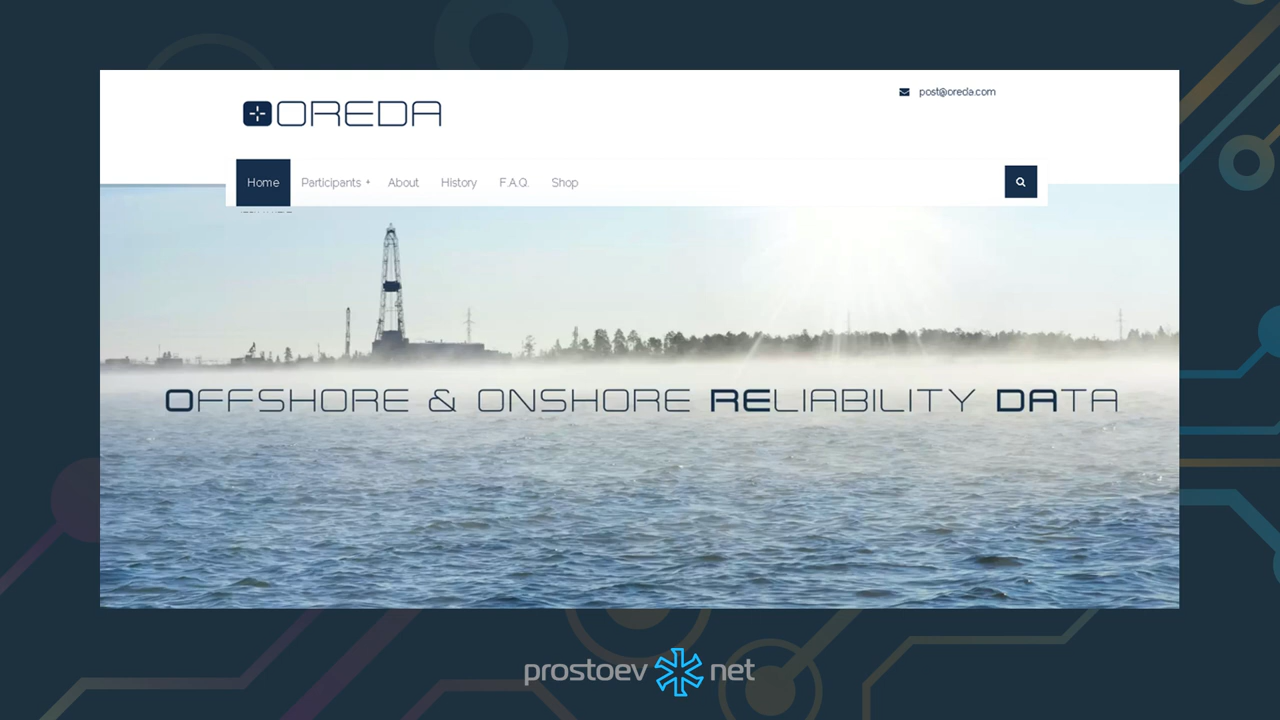 OREDA
post@oreda.com
Home Participants + About History F.A.Q. Shop
OFFSHORE & ONSHORE RELIABILITY DATA
prostoev net